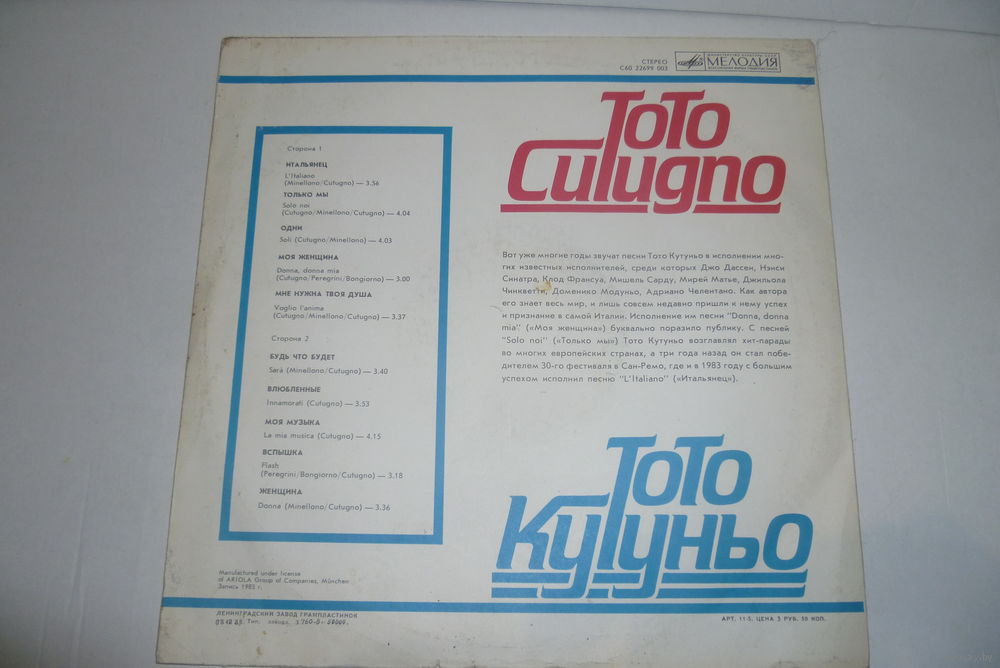 СТЕРЕО
С60 22699 003
МИНИСТЕРСТВО КУЛЬТУРЫ СССР
МЕЛОДИЯ
ВСЕСОЮЗНАЯ ФИРМА ГРАМПЛАСТИНОК
Toto
Cutugno
Сторона 1
ИТАЛЬЯНЕЦ
L'Italiano
(Minellono/Cutugno) — 3.56
ТОЛЬКО МЫ
Solo noi
(Cutugno/Minellono/Cutugno) — 4.04
ОДНИ
Soli (Cutugno/Minellono) — 4.03
МОЯ ЖЕНЩИНА
Donna, donna mia
(Cutugno/Peregrini/Bongiorno) — 3.00
МНЕ НУЖНА ТВОЯ ДУША
Voglio l'anima
(Cutugno/Minellono/Cutugno) — 3.37
Сторона 2
БУДЬ ЧТО БУДЕТ
Sarà (Minellono/Cutugno) — 3.40
ВЛЮБЛЕННЫЕ
Innamorati (Cutugno) — 3.53
МОЯ МУЗЫКА
La mia musica (Cutugno) — 4.15
ВСПЫШКА
Flash
(Peregrini/Bongiorno/Cutugno) — 3.18
ЖЕНЩИНА
Donna (Minellono/Cutugno) — 3.36
Вот уже многие годы звучат песни Тото Кутуньо в исполнении мно-
гих известных исполнителей, среди которых Джо Дассен, Нэнси
Синатра, Клод Франсуа, Мишель Сарду, Мирей Матье, Джильола
Чинкветти, Доменико Модуньо, Адриано Челентано. Как автора
его знает весь мир, и лишь совсем недавно пришли к нему успех
и признание в самой Италии. Исполнение им песни "Donna, donna
mia" («Моя женщина») буквально поразило публику. С песней
"Solo noi" («Только мы») Тото Кутуньо возглавлял хит-парады
во многих европейских странах, а три года назад он стал побе-
дителем 30-го фестиваля в Сан-Ремо, где и в 1983 году с большим
успехом исполнил песню "L'Italiano" («Итальянец»).
Тото
Кутуньо
Manufactured under license
of ARIOLA Group of Companies, München
Запись 1983 г.
ЛЕНИНГРАДСКИЙ ЗАВОД ГРАМПЛАСТИНОК
Тип. завода,
АРТ. 11-5. ЦЕНА 3 РУБ. 50 КОП.